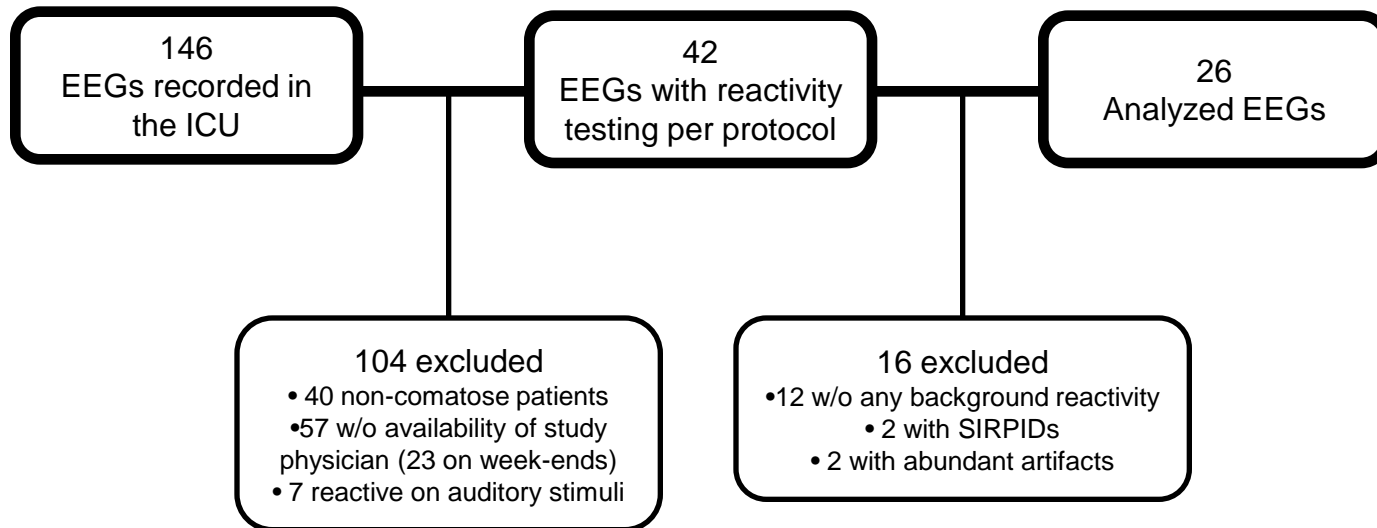 146
EEGs recorded in
the ICU
42
EEGs with reactivity
testing per protocol
26
Analyzed EEGs
104 excluded
• 40 non-comatose patients
•57 w/o availability of study
physician (23 on week-ends)
• 7 reactive on auditory stimuli
16 excluded
•12 w/o any background reactivity
• 2 with SIRPIDs
• 2 with abundant artifacts